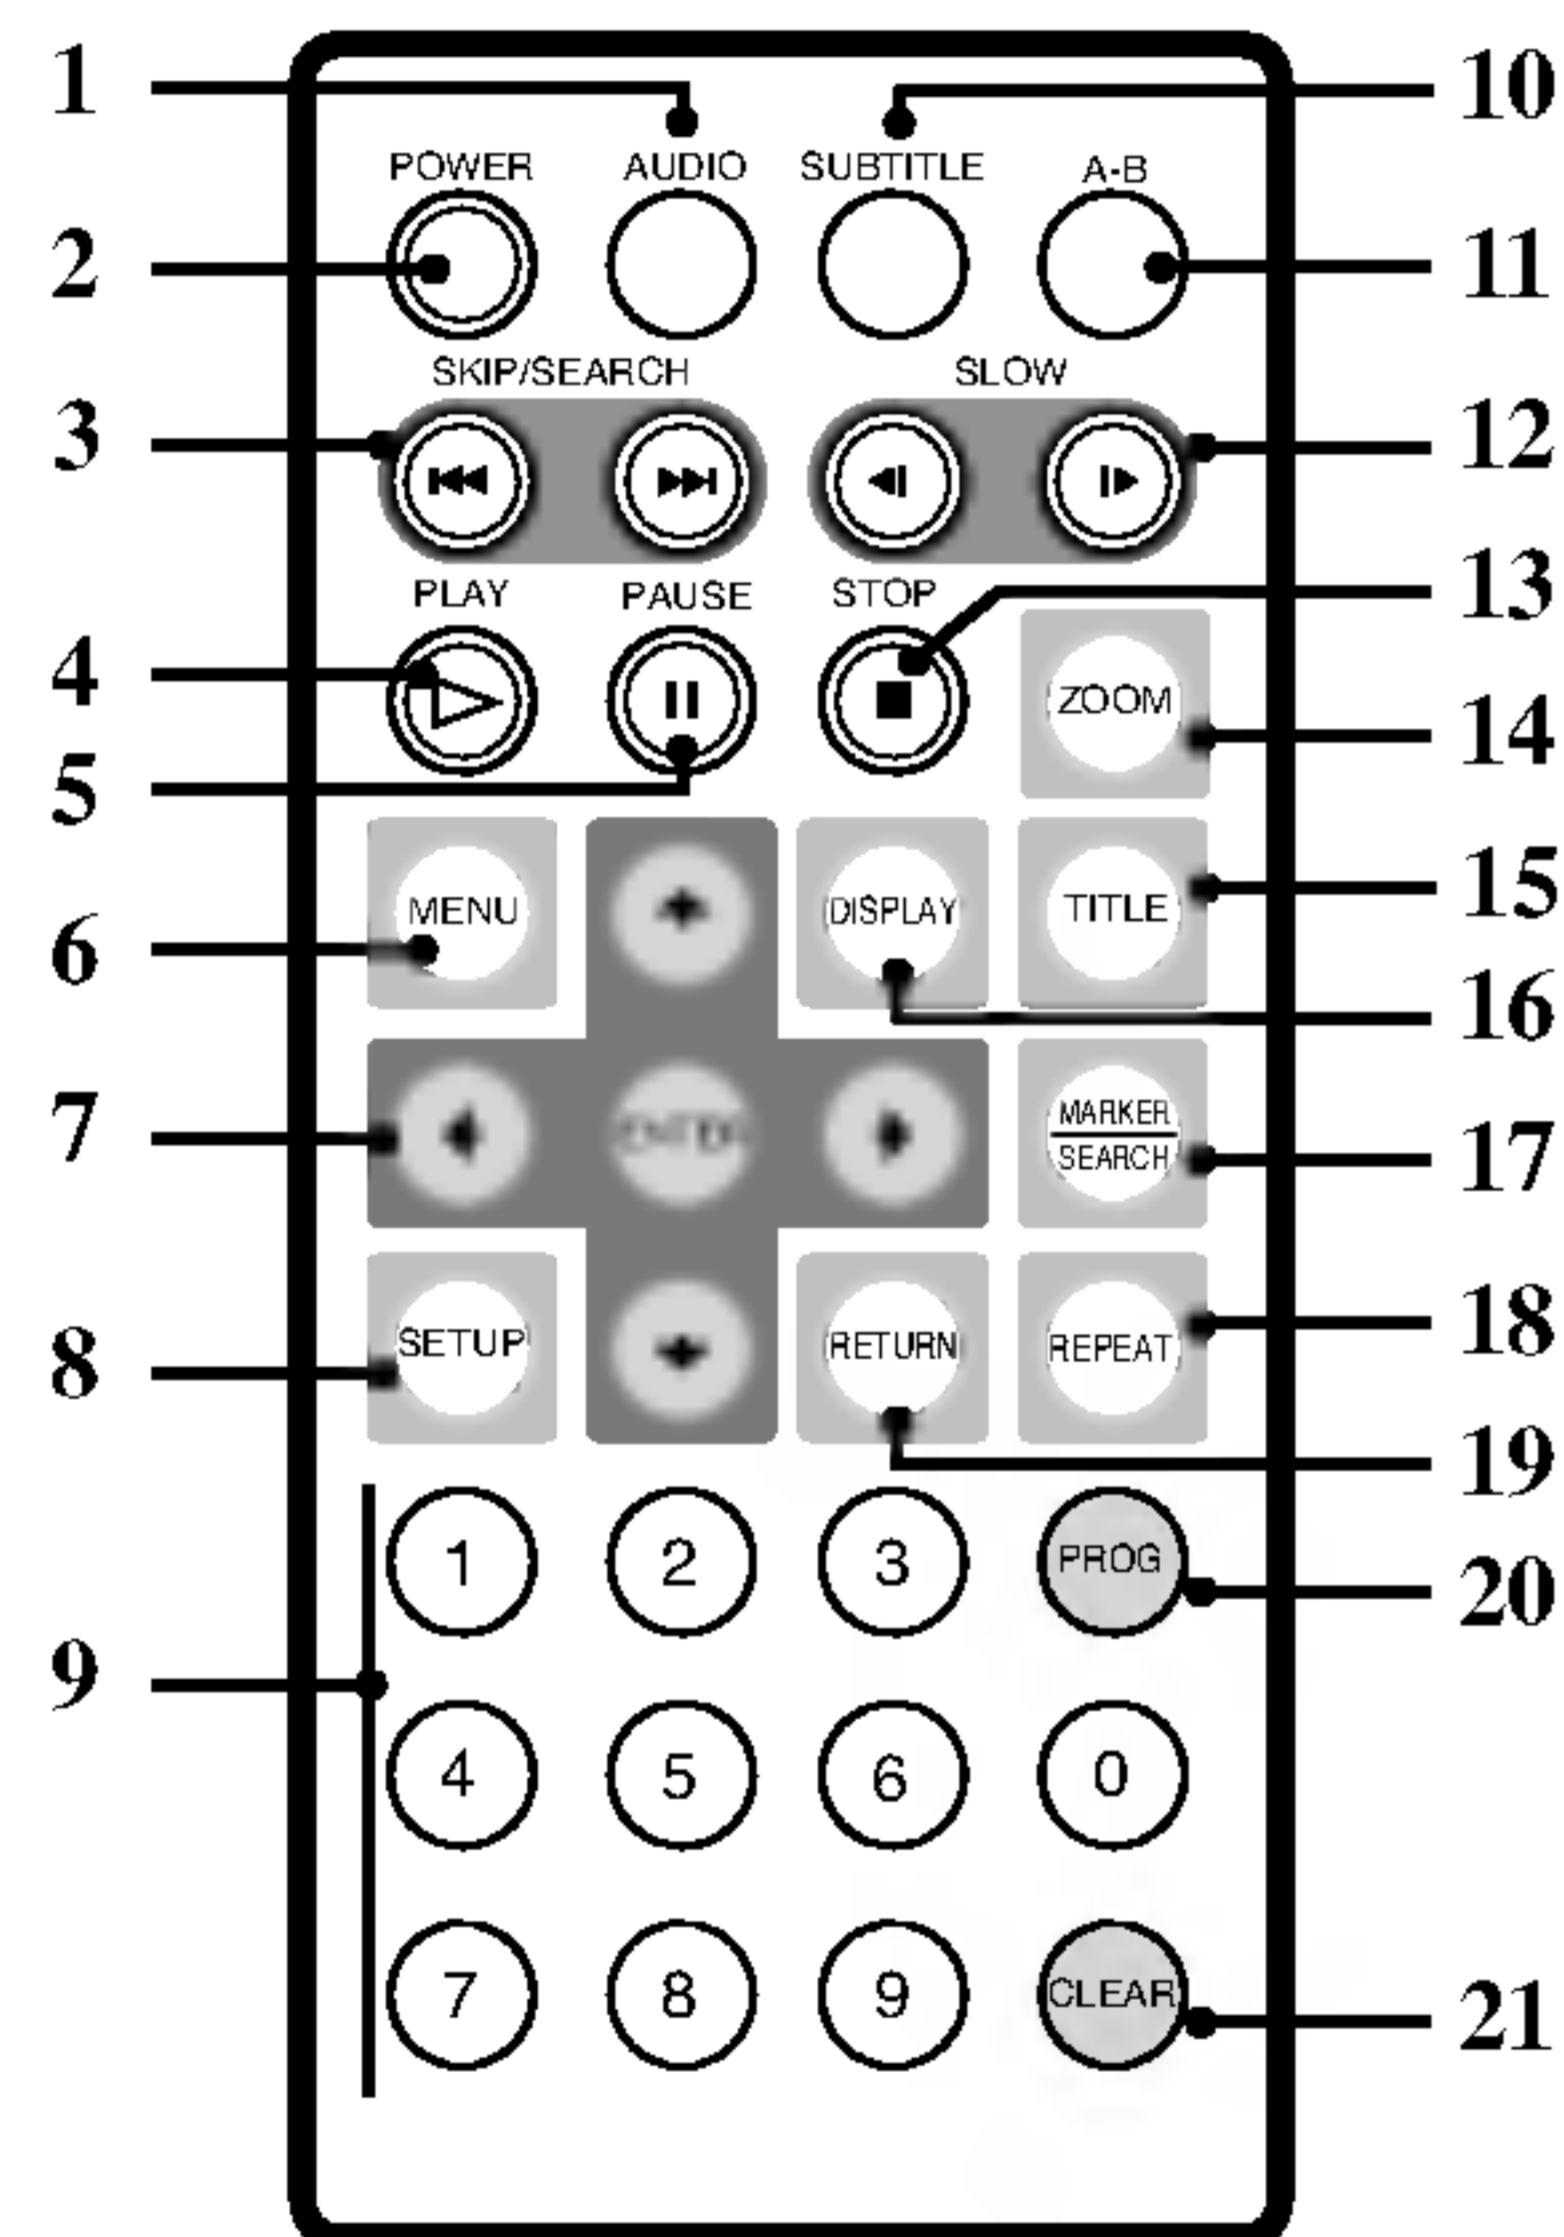 1 10
POWER AUDIO SUBTITLE A-B
2 11
SKIP/SEARCH SLOW
3 12
PLAY PAUSE STOP 13
4 ZOOM 14
5
MENU DISPLAY TITLE 15
6 16
7 MARKER
SEARCH 17
8 SETUP RETURN REPEAT 18
19
1 2 3 PROG 20
9
4 5 6 0
7 8 9 CLEAR 21